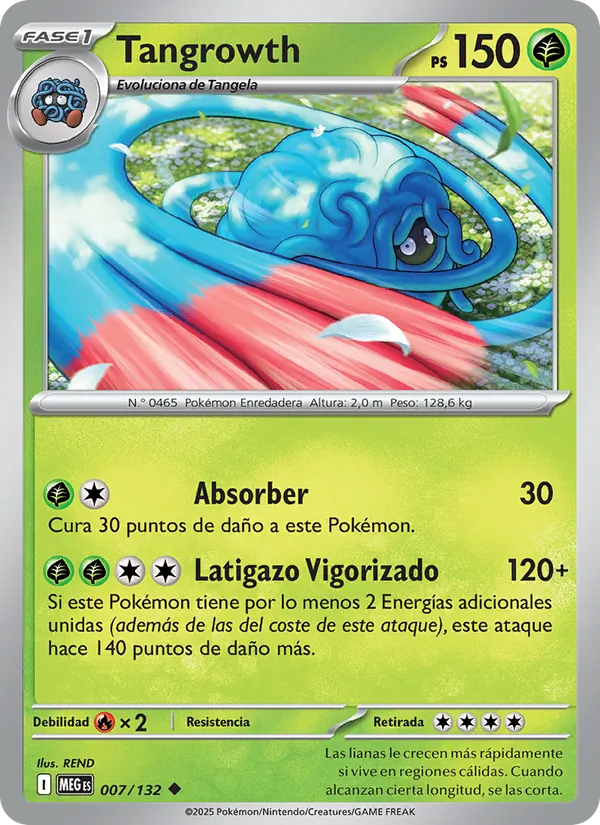 FASE 1
Tangrowth
PS 150
Evoluciona de Tangela
N.º 0465 Pokémon Enredadera Altura: 2,0 m Peso: 128,6 kg
Absorber 30
Cura 30 puntos de daño a este Pokémon.
Latigazo Vigorizado 120+
Si este Pokémon tiene por lo menos 2 Energías adicionales
unidas (además de las del coste de este ataque), este ataque
hace 140 puntos de daño más.
Debilidad ×2 Resistencia Retirada
Ilus. REND
Las lianas le crecen más rápidamente
si vive en regiones cálidas. Cuando
alcanzan cierta longitud, se las corta.
I MEG ES 007/132
©2025 Pokémon/Nintendo/Creatures/GAME FREAK